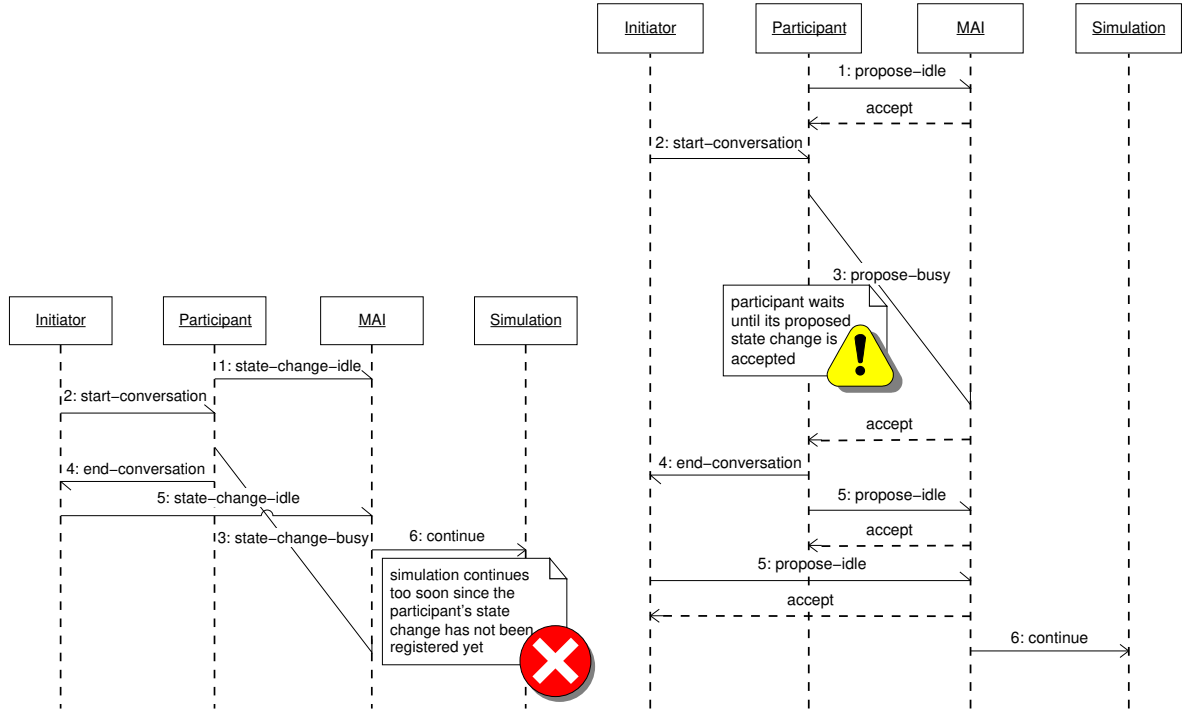 Initiator
Participant
MAI
Simulation
1: state−change−idle
2: start−conversation
4: end−conversation
5: state−change−idle
3: state−change−busy
6: continue
simulation continues
too soon since the
participant's state
change has not been
registered yet
Initiator
Participant
MAI
Simulation
1: propose−idle
accept
2: start−conversation
3: propose−busy
participant waits
until its proposed
state change is
accepted
accept
4: end−conversation
5: propose−idle
accept
5: propose−idle
accept
6: continue